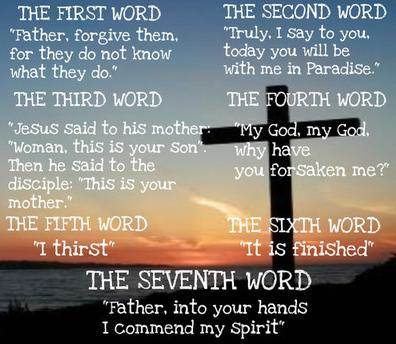 THE FIRST WORD
"Father, forgive them,
for they do not know
what they do."
THE SECOND WORD
"Truly, I say to you,
today you will be
with me in Paradise."
THE THIRD WORD
"Jesus said to his mother:
"Woman, this is your son".
Then he said to the
disciple: "This is your
mother."
THE FOURTH WORD
"My God, my God,
why have
you forsaken me?"
THE FIFTH WORD
"I thirst"
THE SIXTH WORD
"It is finished"
THE SEVENTH WORD
"Father, into your hands
I commend my spirit"